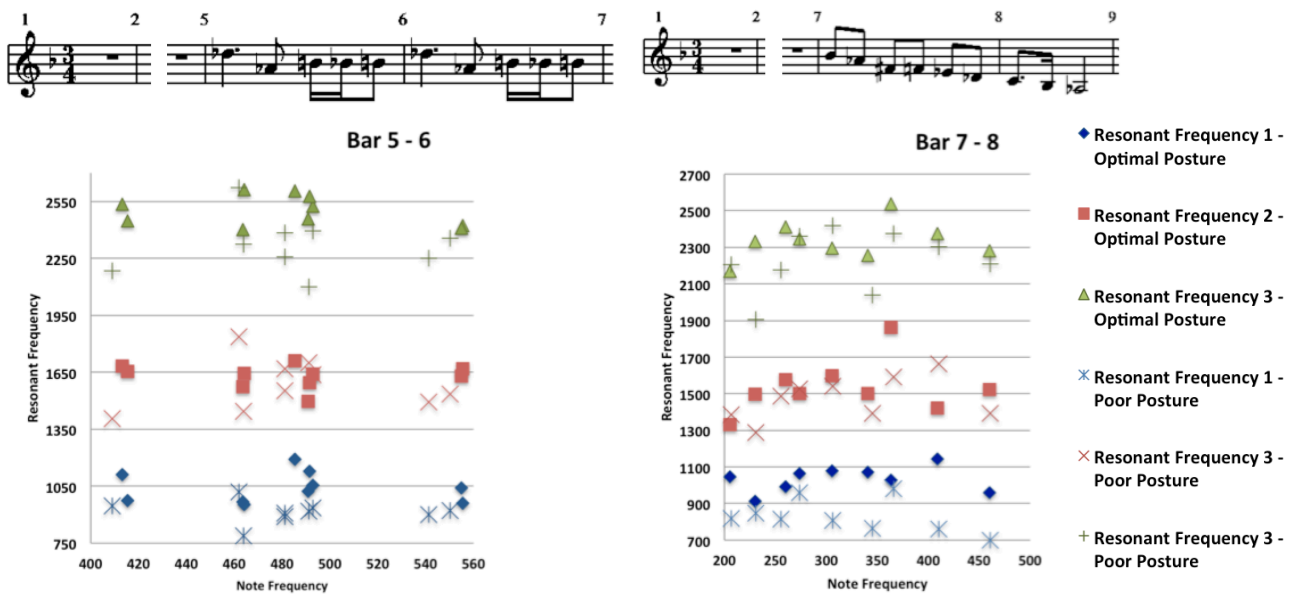 1 2 5 6 7
3
4
1 2 7 8 9
3
4
Bar 5 - 6
Resonant Frequency
2550
2250
1950
1650
1350
1050
750
400 420 440 460 480 500 520 540 560
Note Frequency
Bar 7 - 8
Resonant Frequency
2700
2500
2300
2100
1900
1700
1500
1300
1100
900
700
200 250 300 350 400 450 500
Note Frequency
Resonant Frequency 1 -
Optimal Posture
Resonant Frequency 2 -
Optimal Posture
Resonant Frequency 3 -
Optimal Posture
Resonant Frequency 1 -
Poor Posture
Resonant Frequency 3 -
Poor Posture
Resonant Frequency 3 -
Poor Posture